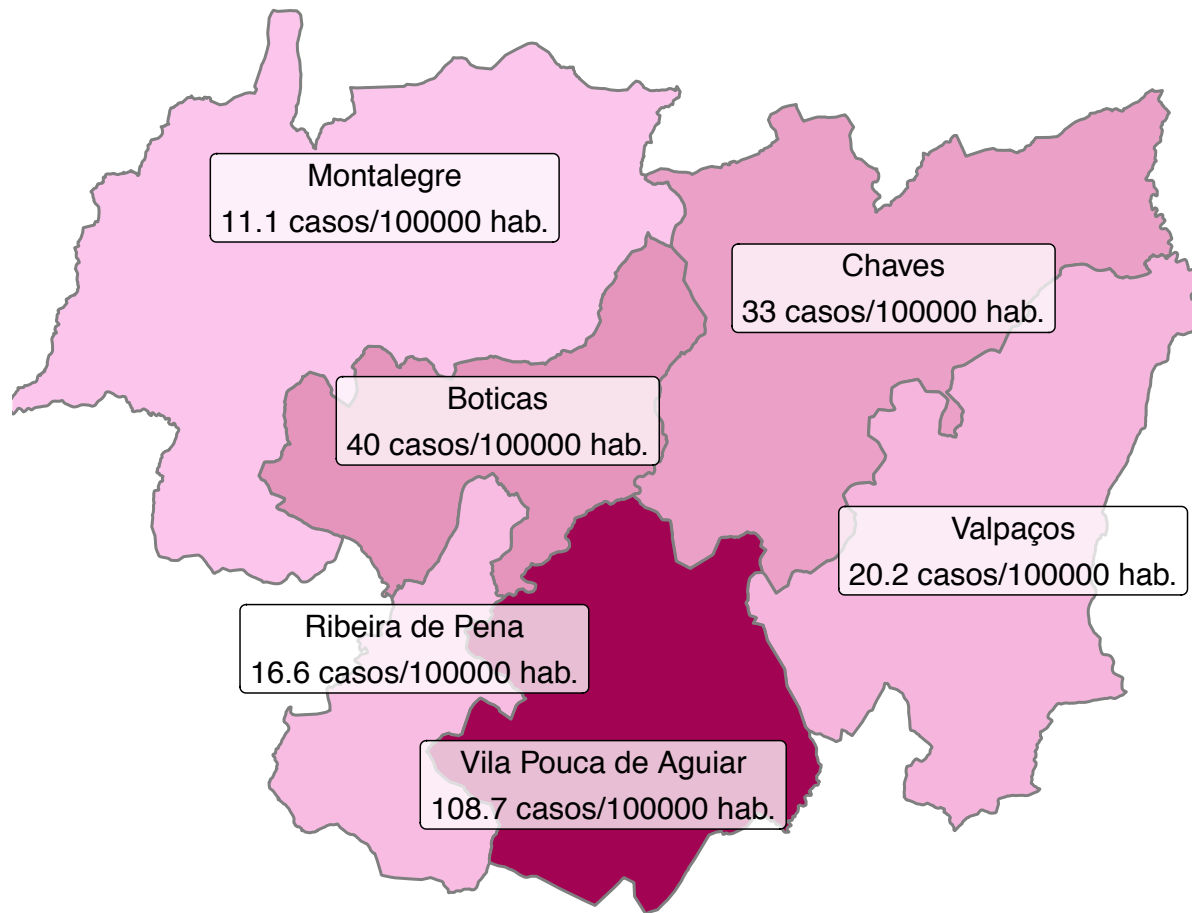 Montalegre
11.1 casos/100000 hab.
Chaves
33 casos/100000 hab.
Boticas
40 casos/100000 hab.
Valpaços
20.2 casos/100000 hab.
Ribeira de Pena
16.6 casos/100000 hab.
Vila Pouca de Aguiar
108.7 casos/100000 hab.